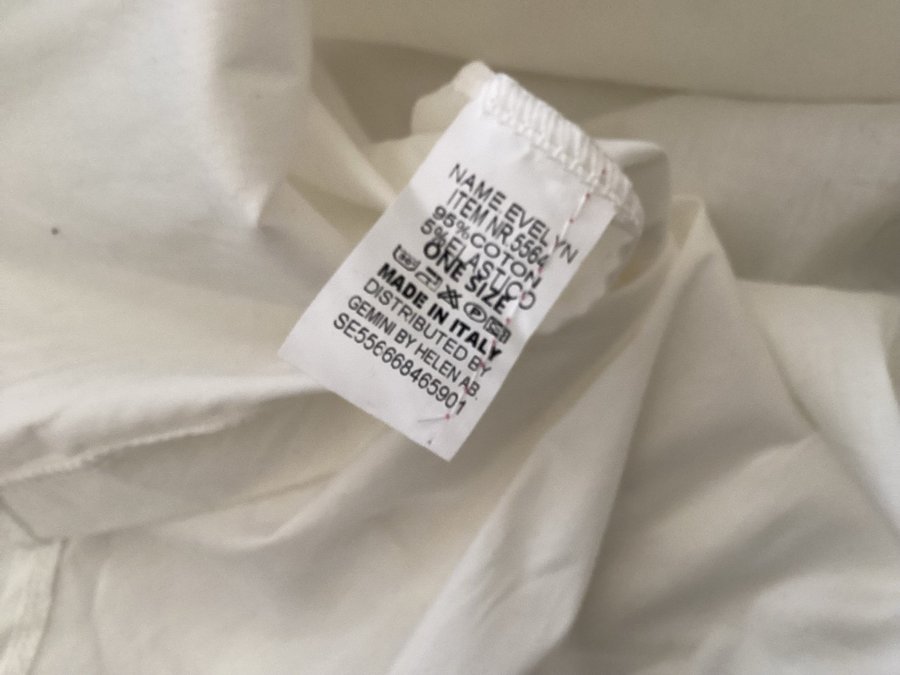 NAME EVELYN
ITEM NR.5564
95%COTON
5%ELASTICO
ONE SIZE
MADE IN ITALY
DISTRIBUTED BY
GEMINI BY HELEN AB.
SE556668465901